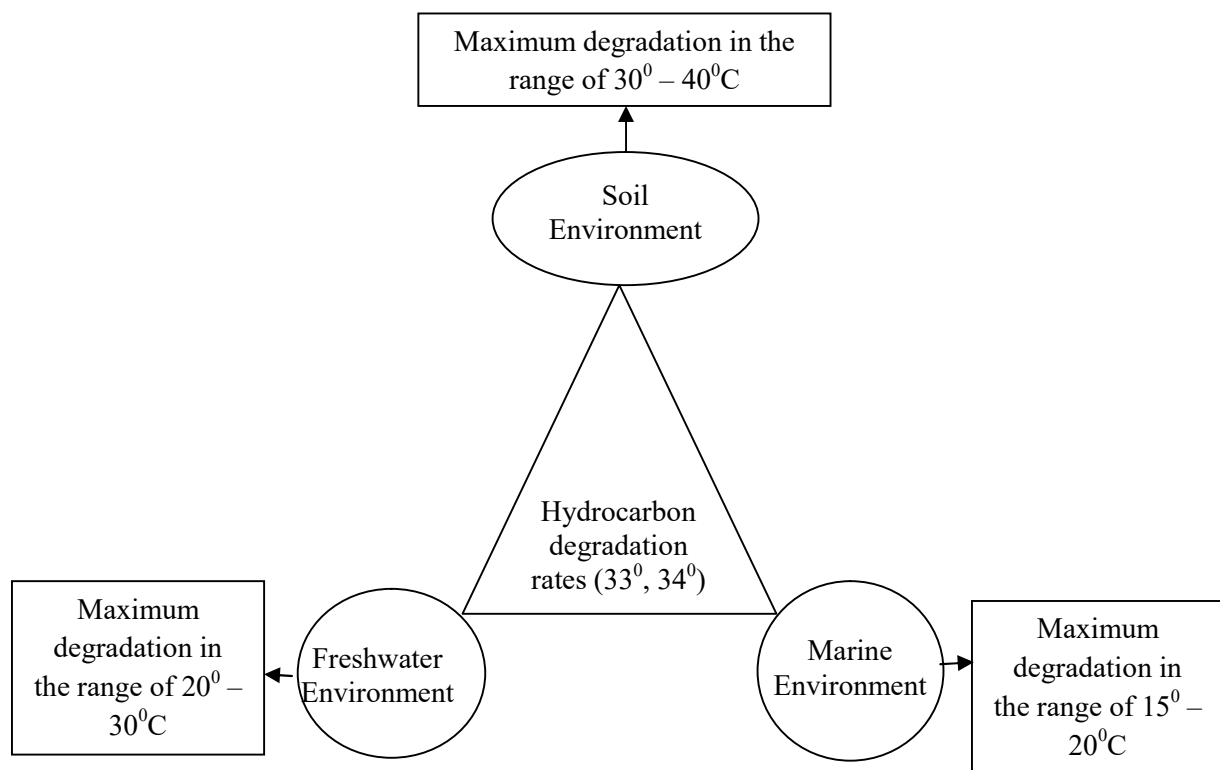 Maximum degradation in the
range of 30⁰ – 40⁰C
Soil
Environment
Hydrocarbon
degradation
rates (33⁰, 34⁰)
Maximum
degradation in
the range of 20⁰ –
30⁰C
Freshwater
Environment
Marine
Environment
Maximum
degradation in
the range of 15⁰ –
20⁰C